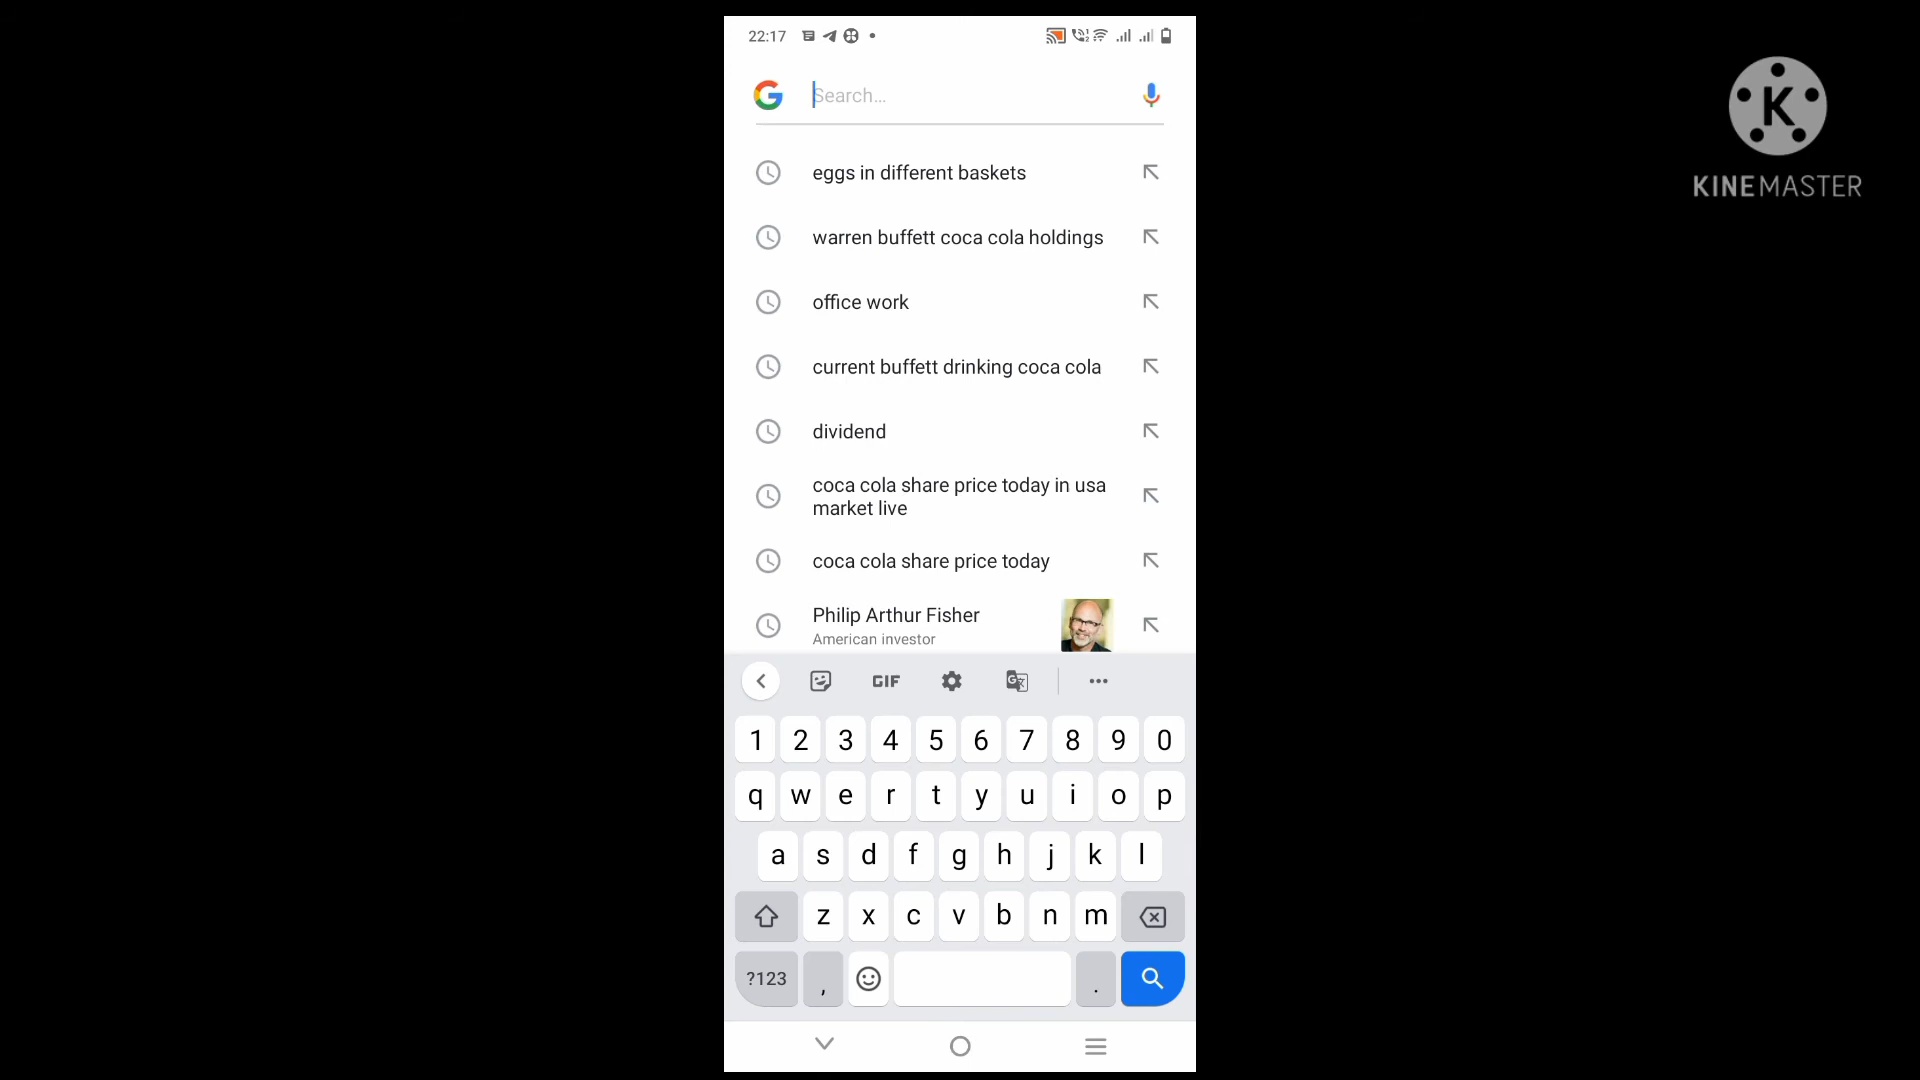 22:17
Search...
eggs in different baskets
warren buffett coca cola holdings
office work
current buffett drinking coca cola
dividend
coca cola share price today in usa
market live
coca cola share price today
Philip Arthur Fisher
American investor
GIF
1 2 3 4 5 6 7 8 9 0
q w e r t y u i o p
a s d f g h j k l
z x c v b n m
?123 , .
K
KINEMASTER